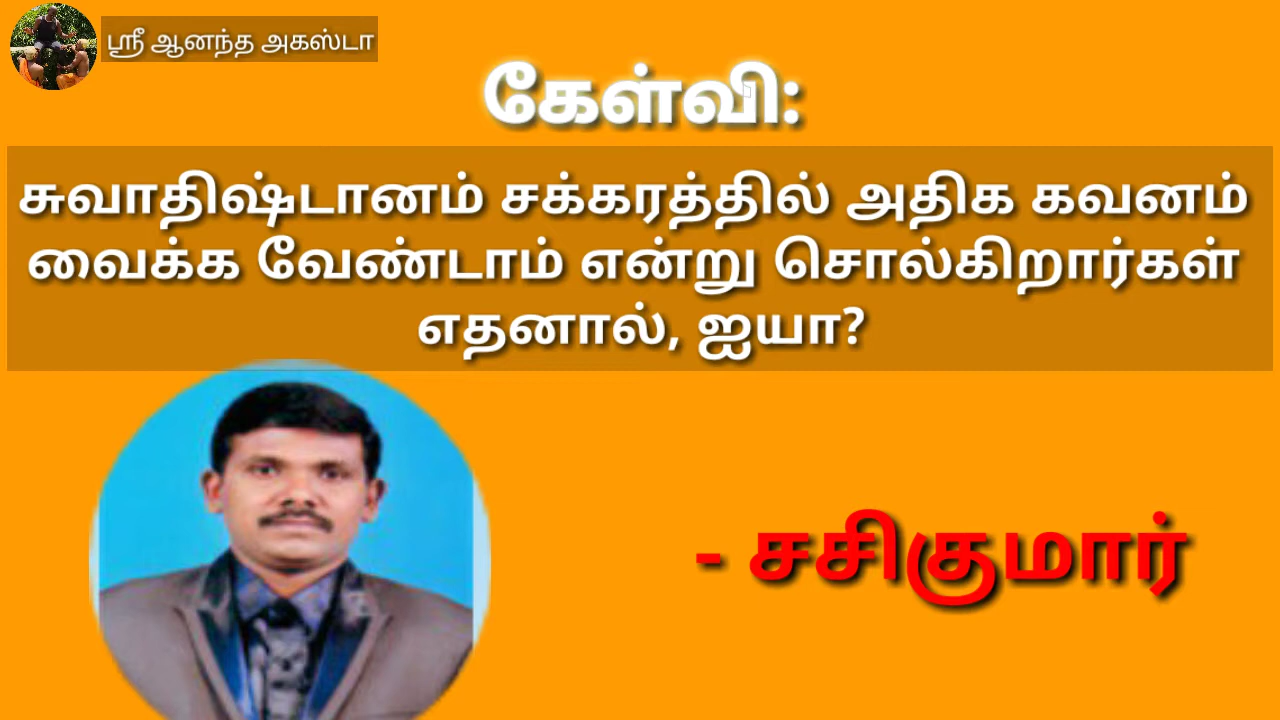 ஸ்ரீ ஆனந்த அகஸ்டா
கேள்வி:
சுவாதிஷ்டானம் சக்கரத்தில் அதிக கவனம்
வைக்க வேண்டாம் என்று சொல்கிறார்கள்
எதனால், ஐயா?
- சசிகுமார்